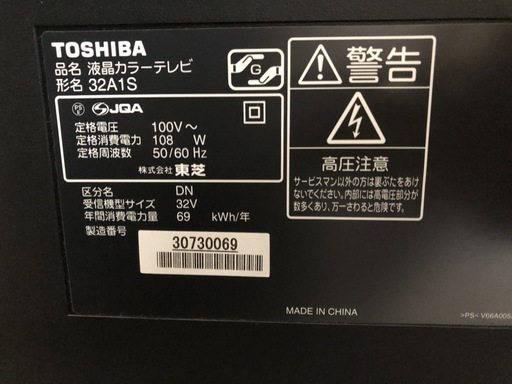 TOSHIBA
品名 液晶カラーテレビ
形名 32A1S
PS
E
JQA
定格電圧 100V～
定格消費電力 108 W
定格周波数 50/60 Hz
株式会社 東芝
区分名 DN
受信機型サイズ 32V
年間消費電力量 69 kWh/年
製造番号
30730069
G
警告
高圧注意
サービスマン以外の方は裏ぶたをあけ
ないでください。内部には高電圧部分が
数多くあり、万一さわると危険です。
MADE IN CHINA
>PS< V66A005